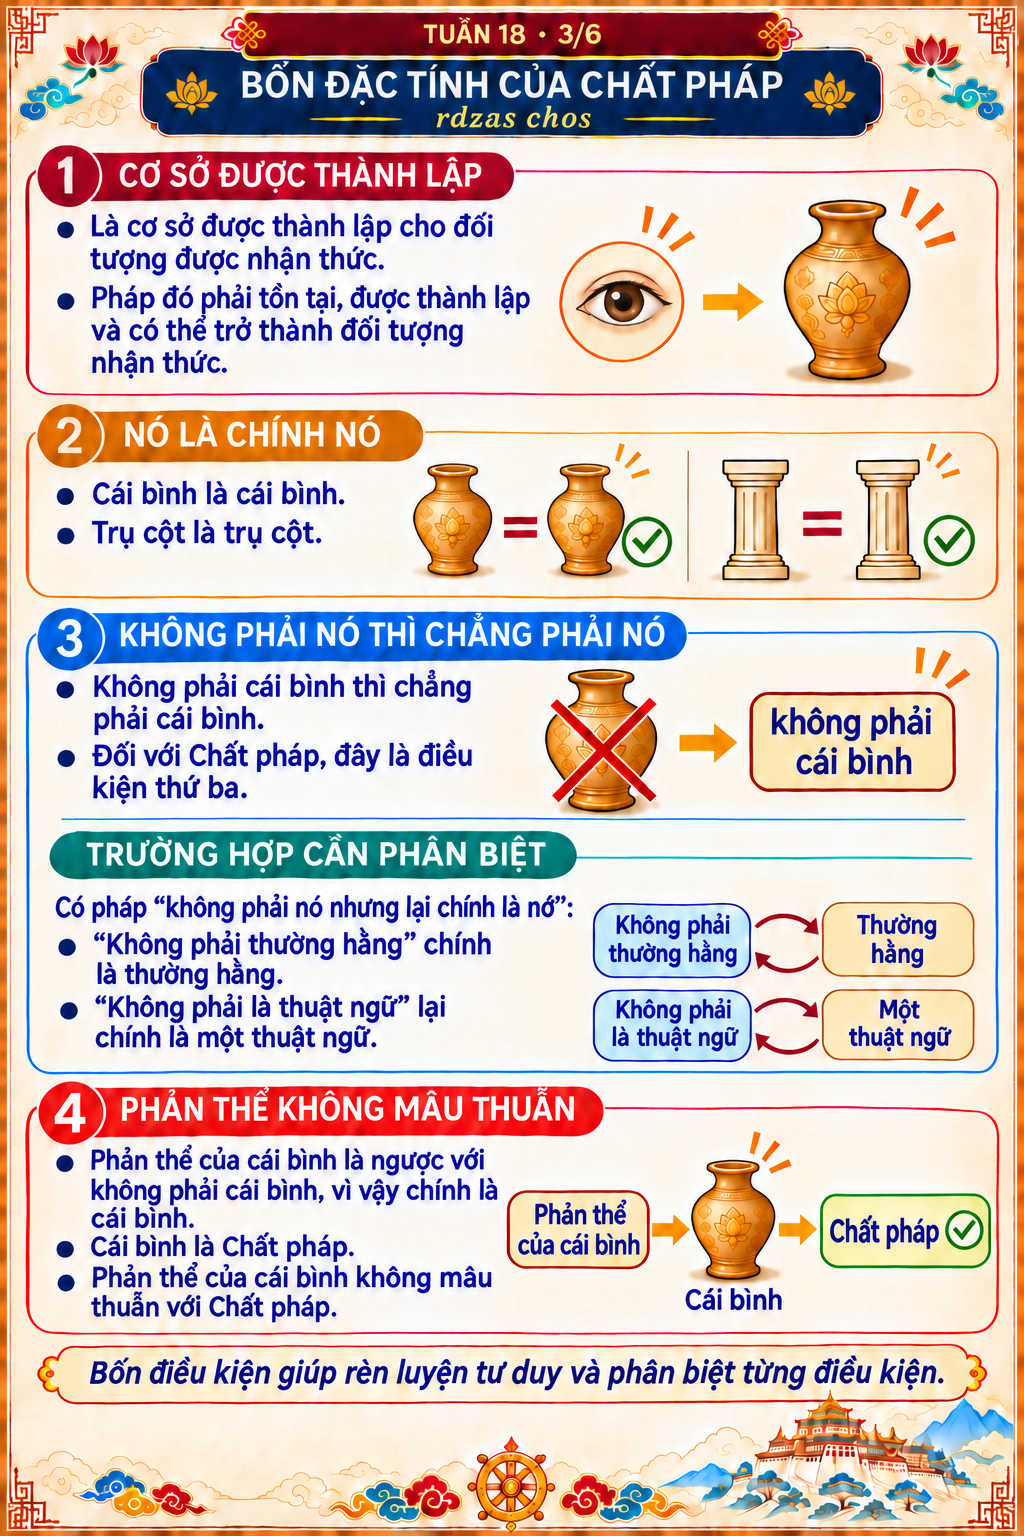 TUẦN 18 • 3/6
BỐN ĐẶC TÍNH CỦA CHẤT PHÁP
rdzas chos
1 CƠ SỞ ĐƯỢC THÀNH LẬP
• Là cơ sở được thành lập cho đối
tượng được nhận thức.
• Pháp đó phải tồn tại, được thành lập
và có thể trở thành đối tượng
nhận thức.
2 NÓ LÀ CHÍNH NÓ
• Cái bình là cái bình.
• Trụ cột là trụ cột.
=
=
3 KHÔNG PHẢI NÓ THÌ CHẲNG PHẢI NÓ
• Không phải cái bình thì chẳng
phải cái bình.
• Đối với Chất pháp, đây là điều
kiện thứ ba.
không phải
cái bình
TRƯỜNG HỢP CẦN PHÂN BIỆT
Có pháp “không phải nó nhưng lại chính là nó”:
• “Không phải thường hằng” chính
là thường hằng.
• “Không phải là thuật ngữ” lại
chính là một thuật ngữ.
Không phải
thường hằng
Thường
hằng
Không phải
là thuật ngữ
Một
thuật ngữ
4 PHẢN THỂ KHÔNG MÂU THUẪN
• Phản thể của cái bình là ngược với
không phải cái bình, vì vậy chính là
cái bình.
• Cái bình là Chất pháp.
• Phản thể của cái bình không mâu
thuẫn với Chất pháp.
Phản thể
của cái bình
Cái bình
Chất pháp
Bốn điều kiện giúp rèn luyện tư duy và phân biệt từng điều kiện.